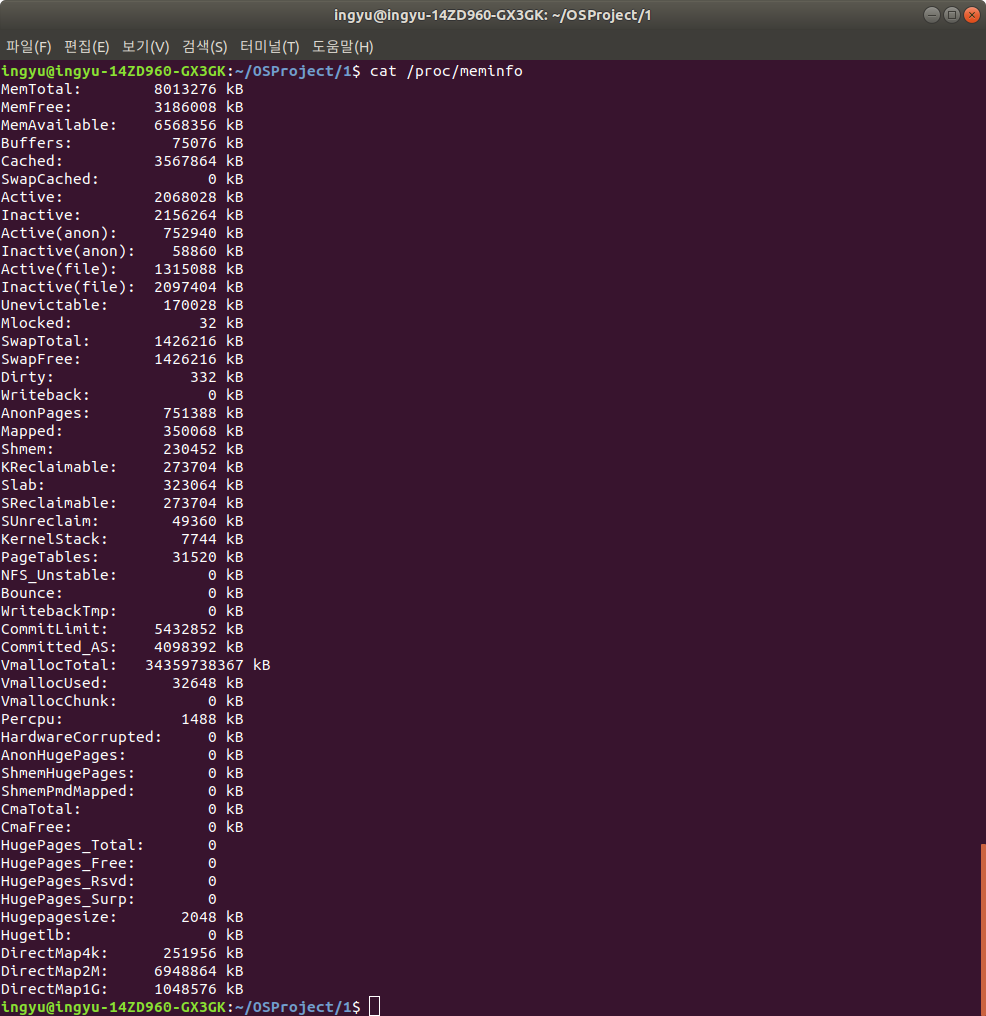 ingyu@ingyu-14ZD960-GX3GK: ~/OSProject/1
파일(F) 편집(E) 보기(V) 검색(S) 터미널(T) 도움말(H)
ingyu@ingyu-14ZD960-GX3GK:~/OSProject/1$ cat /proc/meminfo
MemTotal:        8013276 kB
MemFree:         3186008 kB
MemAvailable:    6568356 kB
Buffers:           75076 kB
Cached:          3567864 kB
SwapCached:            0 kB
Active:          2068028 kB
Inactive:        2156264 kB
Active(anon):     752940 kB
Inactive(anon):    58860 kB
Active(file):    1315088 kB
Inactive(file):  2097404 kB
Unevictable:      170028 kB
Mlocked:              32 kB
SwapTotal:       1426216 kB
SwapFree:        1426216 kB
Dirty:               332 kB
Writeback:             0 kB
AnonPages:        751388 kB
Mapped:           350068 kB
Shmem:            230452 kB
KReclaimable:     273704 kB
Slab:             323064 kB
SReclaimable:     273704 kB
SUnreclaim:        49360 kB
KernelStack:        7744 kB
PageTables:        31520 kB
NFS_Unstable:          0 kB
Bounce:                0 kB
WritebackTmp:          0 kB
CommitLimit:     5432852 kB
Committed_AS:    4098392 kB
VmallocTotal:   34359738367 kB
VmallocUsed:       32648 kB
VmallocChunk:          0 kB
Percpu:             1488 kB
HardwareCorrupted:     0 kB
AnonHugePages:         0 kB
ShmemHugePages:        0 kB
ShmemPmdMapped:        0 kB
CmaTotal:              0 kB
CmaFree:               0 kB
HugePages_Total:       0
HugePages_Free:        0
HugePages_Rsvd:        0
HugePages_Surp:        0
Hugepagesize:       2048 kB
Hugetlb:               0 kB
DirectMap4k:      251956 kB
DirectMap2M:     6948864 kB
DirectMap1G:     1048576 kB
ingyu@ingyu-14ZD960-GX3GK:~/OSProject/1$